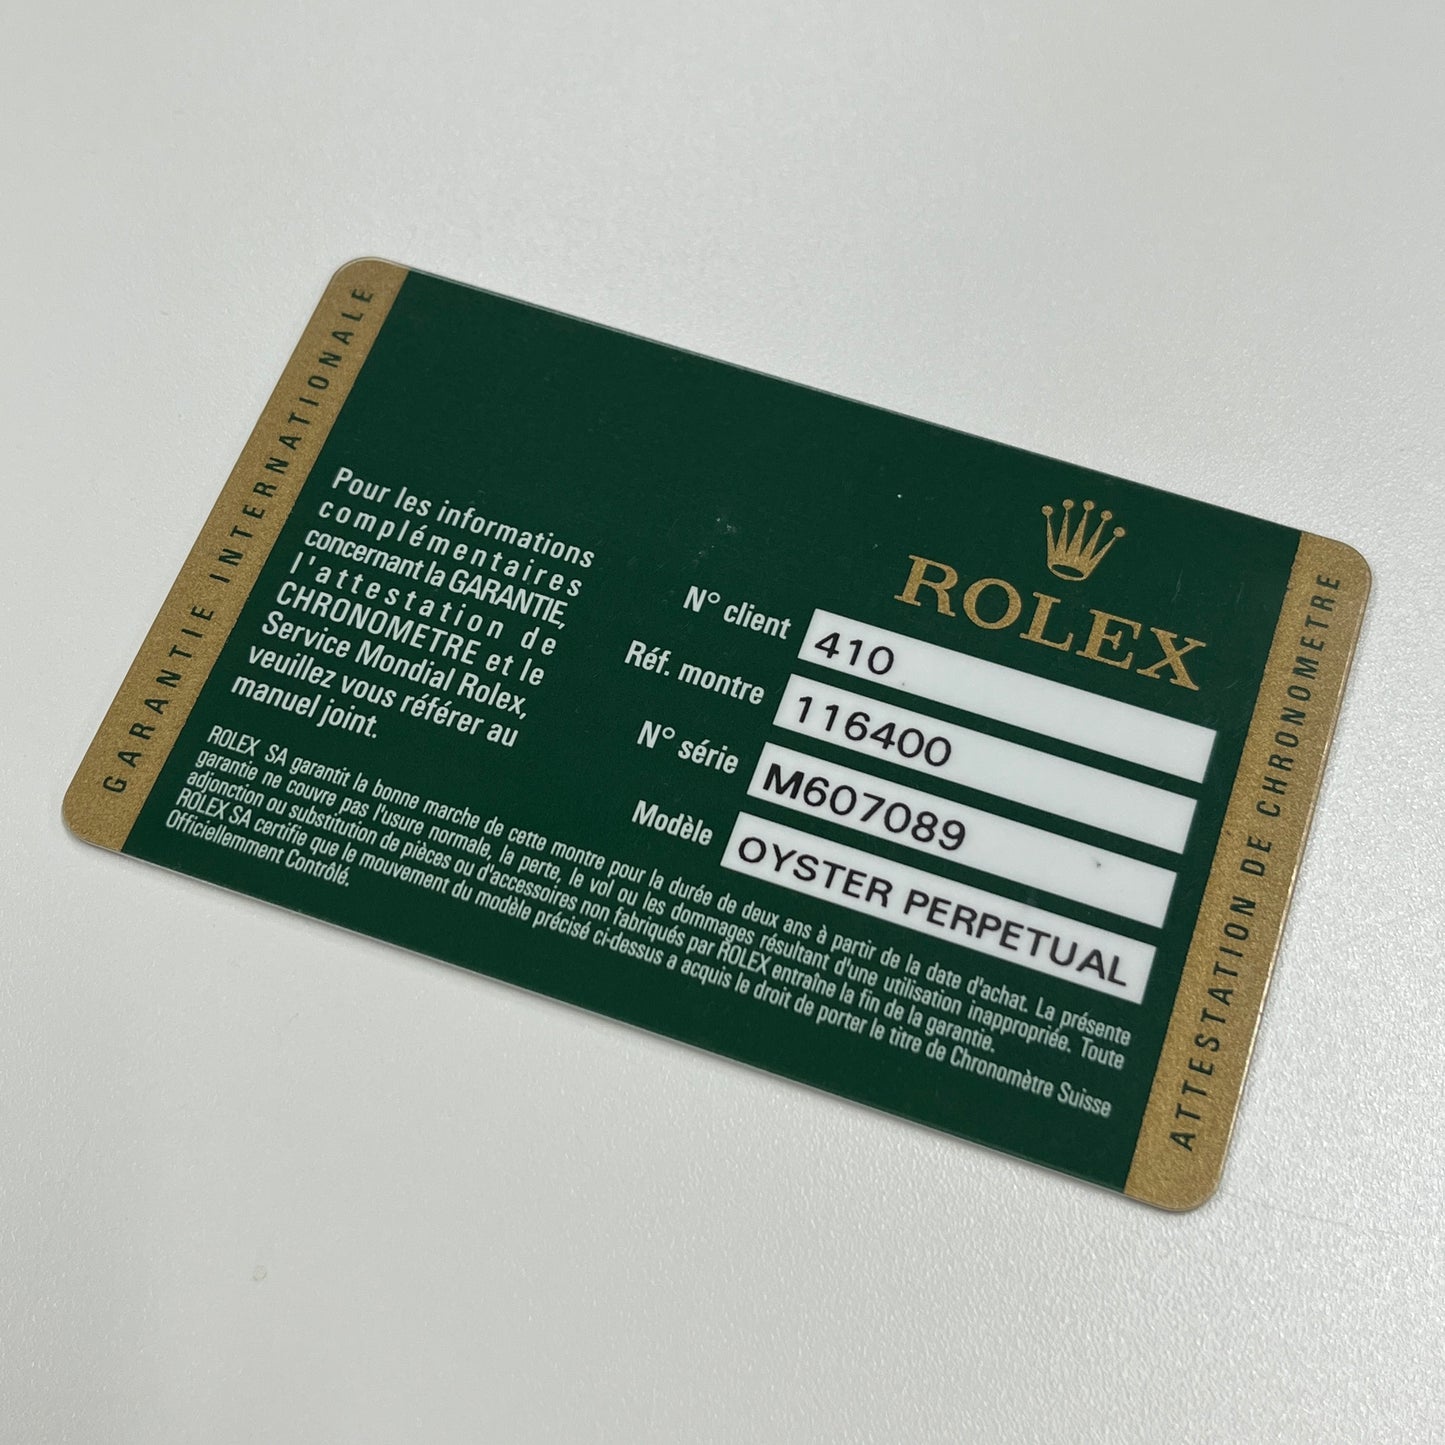 GARANTIE INTERNATIONALE
Pour les informations
complémentaires
concernant la GARANTIE,
l'attestation de
CHRONOMETRE et le
Service Mondial Rolex,
veuillez vous référer au
manuel joint.
ROLEX
N° client 410
Réf. montre 116400
N° série M607089
Modèle OYSTER PERPETUAL
ROLEX SA garantit la bonne marche de cette montre pour la durée de deux ans à partir de la date d'achat. La présente
garantie ne couvre pas l'usure normale, la perte, le vol ou les dommages résultant d'une utilisation inappropriée. Toute
adjonction ou substitution de pièces ou d'accessoires non fabriqués par ROLEX entraîne la fin de la garantie.
ROLEX SA certifie que le mouvement du modèle précisé ci-dessus a acquis le droit de porter le titre de Chronomètre Suisse
Officiellemment Contrôlé.
ATTESTATION DE CHRONOMETRE